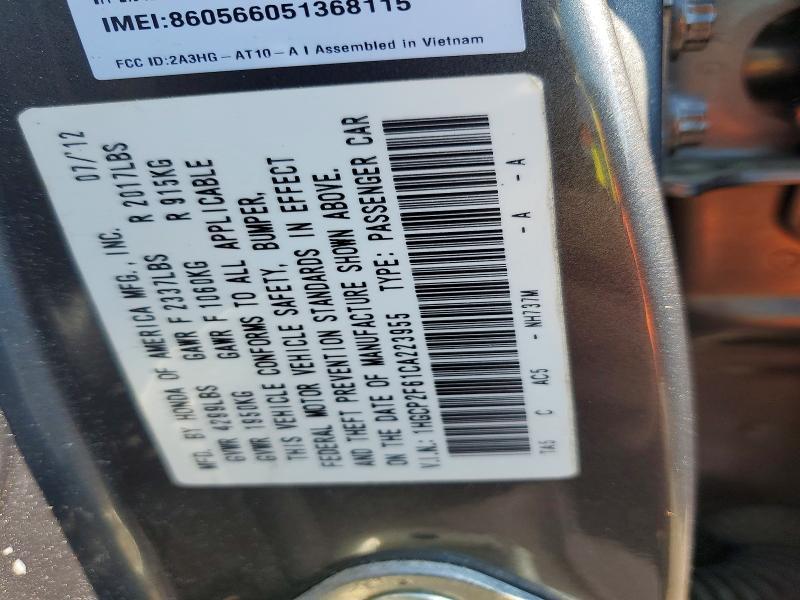 IMEI:860566051368115
FCC ID:2A3HG-AT10-A I Assembled in Vietnam
MFD. BY HONDA OF AMERICA MFG., INC. 07/'12
GVWR 4299LBS GAWR F 2337LBS R 2017LBS
GVWR 1950KG GAWR F 1060KG R 915KG
THIS VEHICLE CONFORMS TO ALL APPLICABLE
FEDERAL MOTOR VEHICLE SAFETY, BUMPER,
AND THEFT PREVENTION STANDARDS IN EFFECT
ON THE DATE OF MANUFACTURE SHOWN ABOVE.
V.I.N.: 1HGCP2F61CA223955 TYPE: PASSENGER CAR
TA5 C AC5 - NH737M - A - A